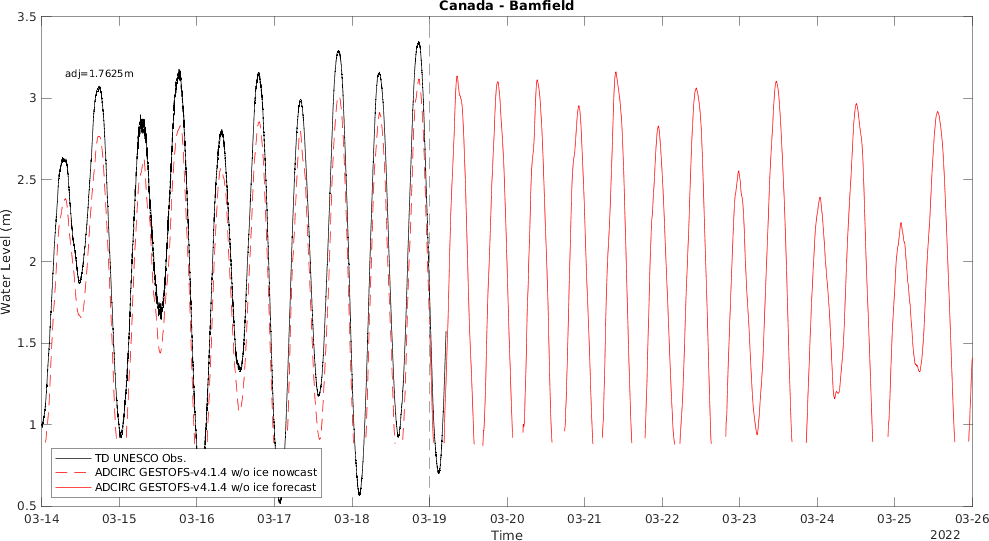 Canada - Bamfield
3.5
adj=1.7625m
3
2.5
2
1.5
1
0.5
Water Level (m)
TD UNESCO Obs.
ADCIRC GESTOFS-v4.1.4 w/o ice nowcast
ADCIRC GESTOFS-v4.1.4 w/o ice forecast
03-14 03-15 03-16 03-17 03-18 03-19 03-20 03-21 03-22 03-23 03-24 03-25 03-26
Time
2022